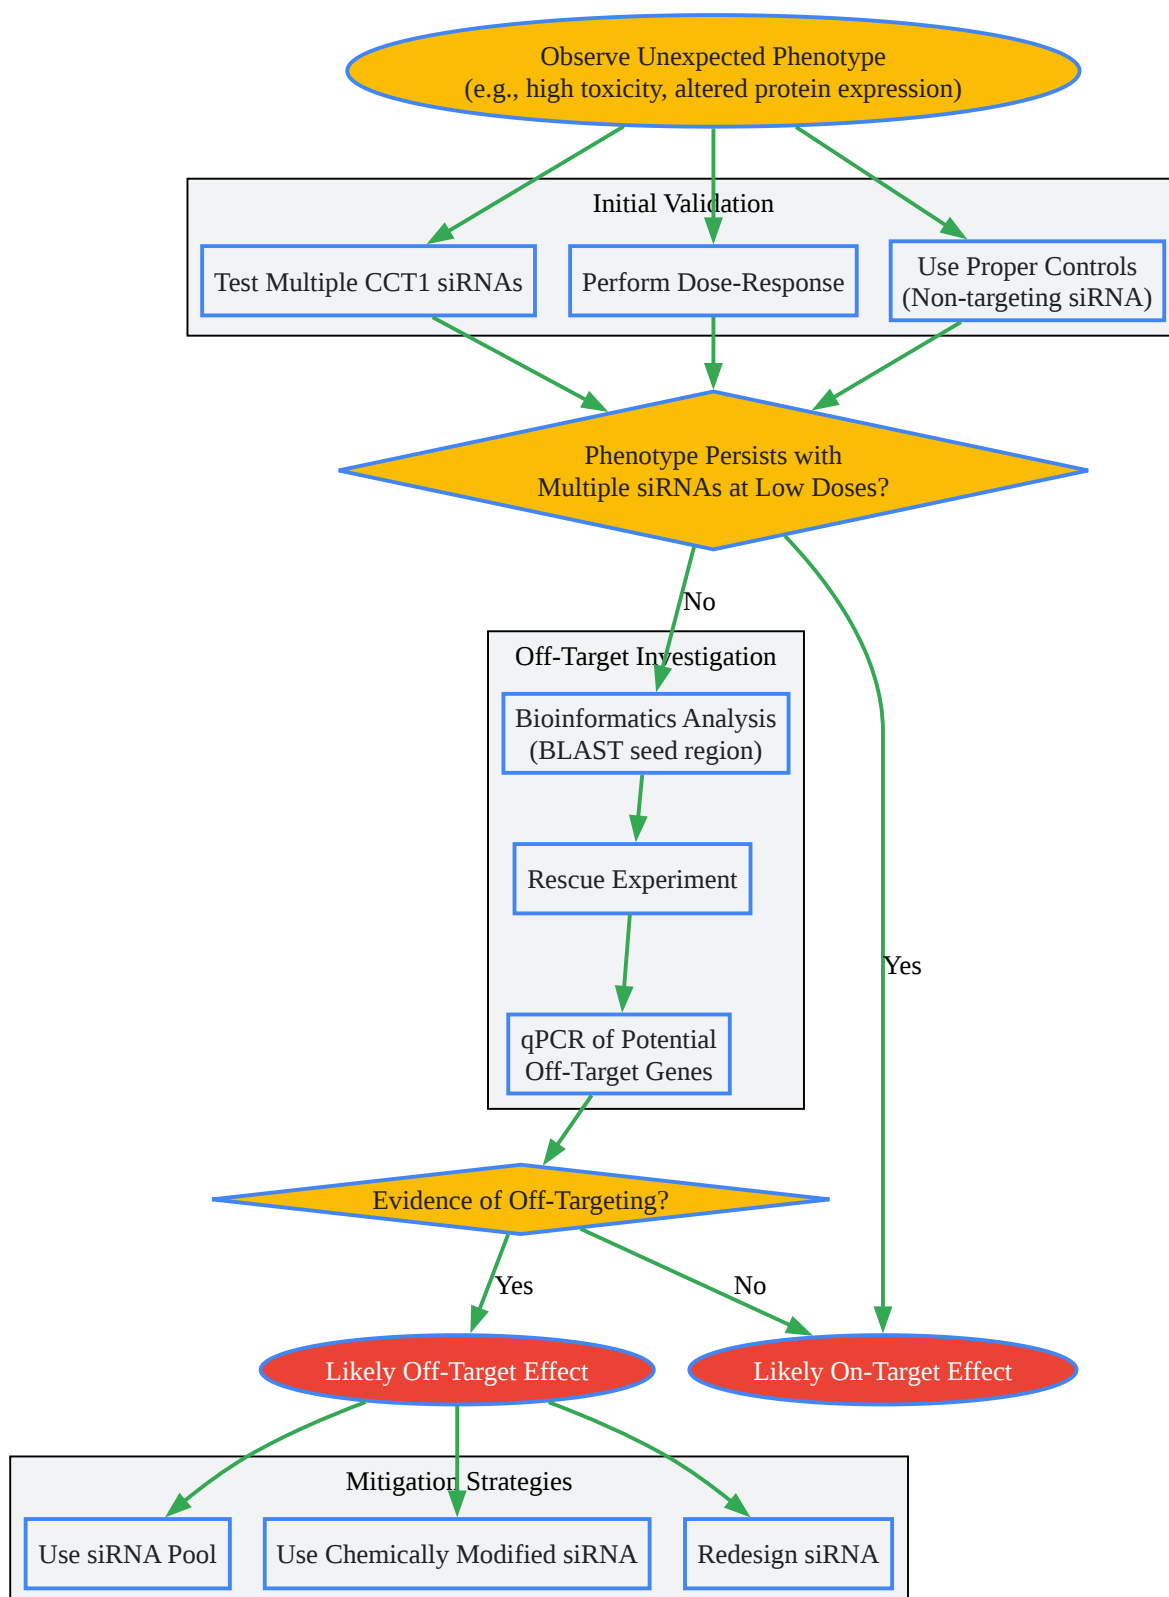 Observe Unexpected Phenotype
(e.g., high toxicity, altered protein expression)
Initial Validation
Test Multiple CCT1 siRNAs
Perform Dose-Response
Use Proper Controls
(Non-targeting siRNA)
Phenotype Persists with
Multiple siRNAs at Low Doses?
No
Off-Target Investigation
Bioinformatics Analysis
(BLAST seed region)
Rescue Experiment
Yes
qPCR of Potential
Off-Target Genes
Evidence of Off-Targeting?
Yes
No
Likely Off-Target Effect
Likely On-Target Effect
Mitigation Strategies
Use siRNA Pool
Use Chemically Modified siRNA
Redesign siRNA